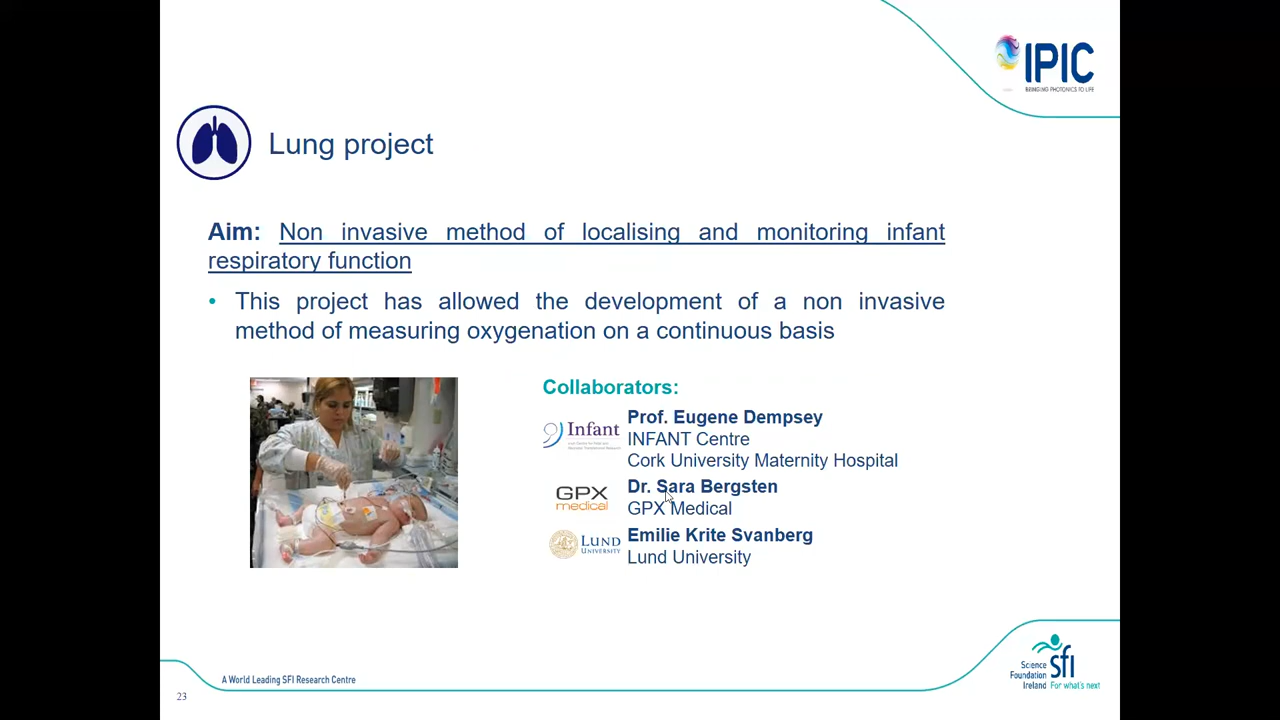 IPIC
BRINGING PHOTONICS TO LIFE
Lung project
Aim: Non invasive method of localising and monitoring infant
respiratory function
• This project has allowed the development of a non invasive
method of measuring oxygenation on a continuous basis
Collaborators:
Infant
Prof. Eugene Dempsey
INFANT Centre
Cork University Maternity Hospital
GPX
medical
Dr. Sara Bergsten
GPX Medical
LUND
UNIVERSITY
Emilie Krite Svanberg
Lund University
A World Leading SFI Research Centre
Science
Foundation
Ireland
sfi
For what's next
23